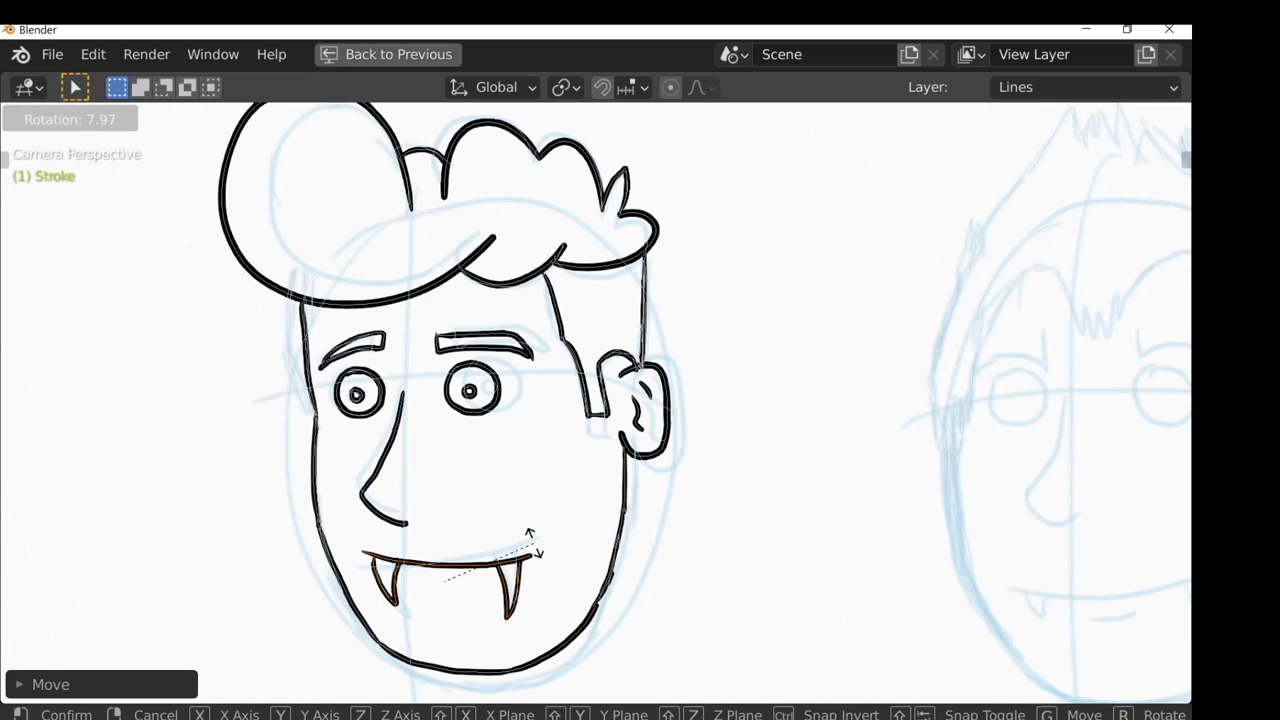 Blender
File Edit Render Window Help Back to Previous Scene View Layer
Global Layer: Lines
Rotation: 7.97
Camera Perspective
(1) Stroke
Move
Confirm Cancel X X Axis Y Y Axis Z Z Axis X X Plane Y Y Plane Z Z Plane Ctrl Snap Invert Snap Toggle G Move R Rotate